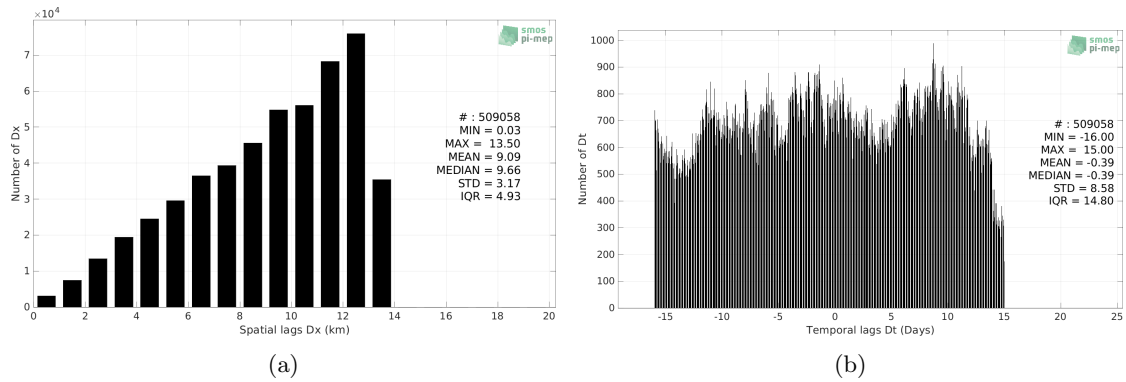 ×10⁴
7
6
5
4
3
2
1
0
Number of Dx
0 2 4 6 8 10 12 14 16 18 20
Spatial lags Dx (km)
smos
pi-mep
# : 509058
MIN = 0.03
MAX = 13.50
MEAN = 9.09
MEDIAN = 9.66
STD = 3.17
IQR = 4.93
(a)
1000
900
800
700
600
500
400
300
200
100
0
Number of Dt
-15 -10 -5 0 5 10 15 20 25
Temporal lags Dt (Days)
smos
pi-mep
# : 509058
MIN = -16.00
MAX = 15.00
MEAN = -0.39
MEDIAN = -0.39
STD = 8.58
IQR = 14.80
(b)